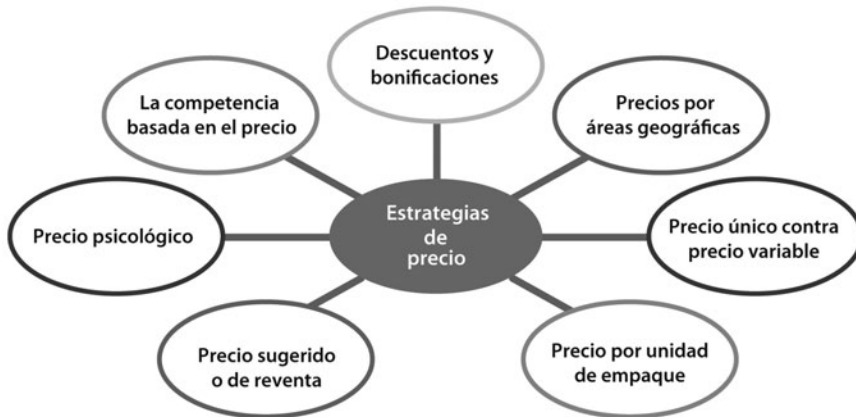 Descuentos y
bonificaciones
La competencia
basada en el precio
Precios por
áreas geográficas
Precio psicológico
Estrategias
de
precio
Precio único contra
precio variable
Precio sugerido
o de reventa
Precio por unidad
de empaque